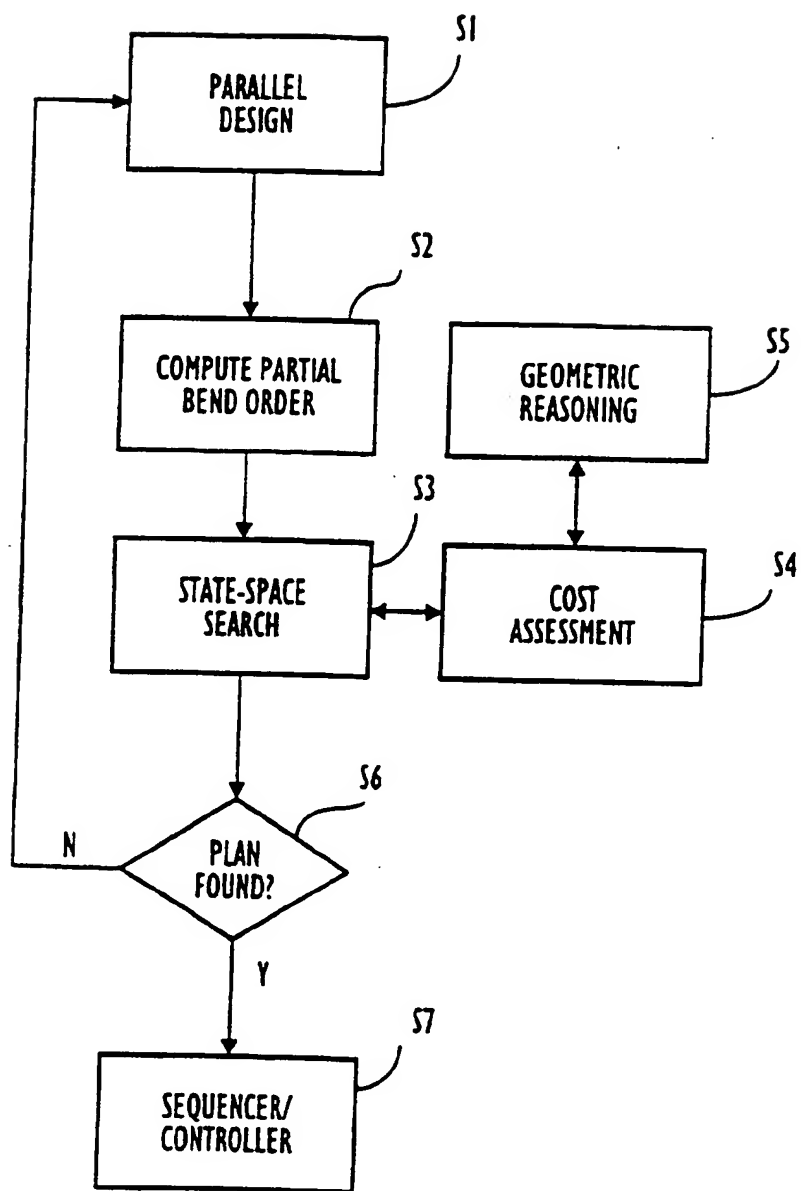 S1
PARALLEL
DESIGN
S2
COMPUTE PARTIAL
BEND ORDER
S5
GEOMETRIC
REASONING
S3
STATE-SPACE
SEARCH
S4
COST
ASSESSMENT
S6
PLAN
FOUND?
N
Y
S7
SEQUENCER/
CONTROLLER